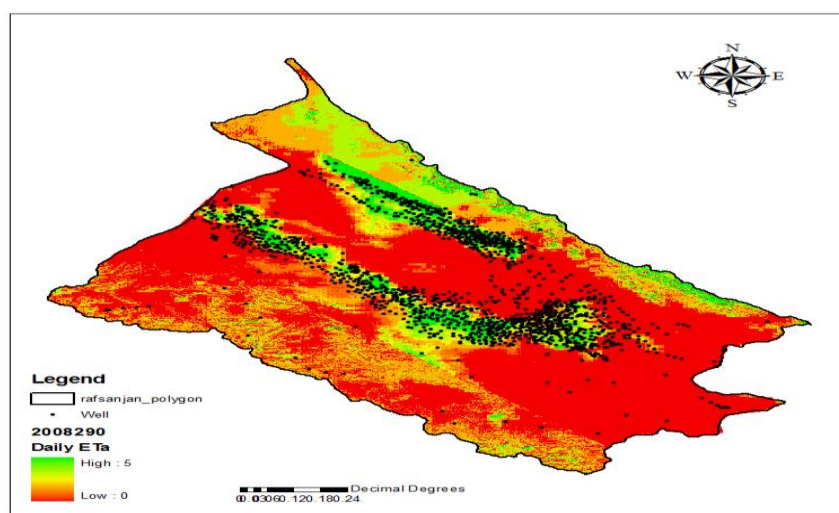 N
W E
S
Legend
rafsanjan_polygon
Well
2008290
Daily ETa
High : 5
Low : 0
Decimal Degrees